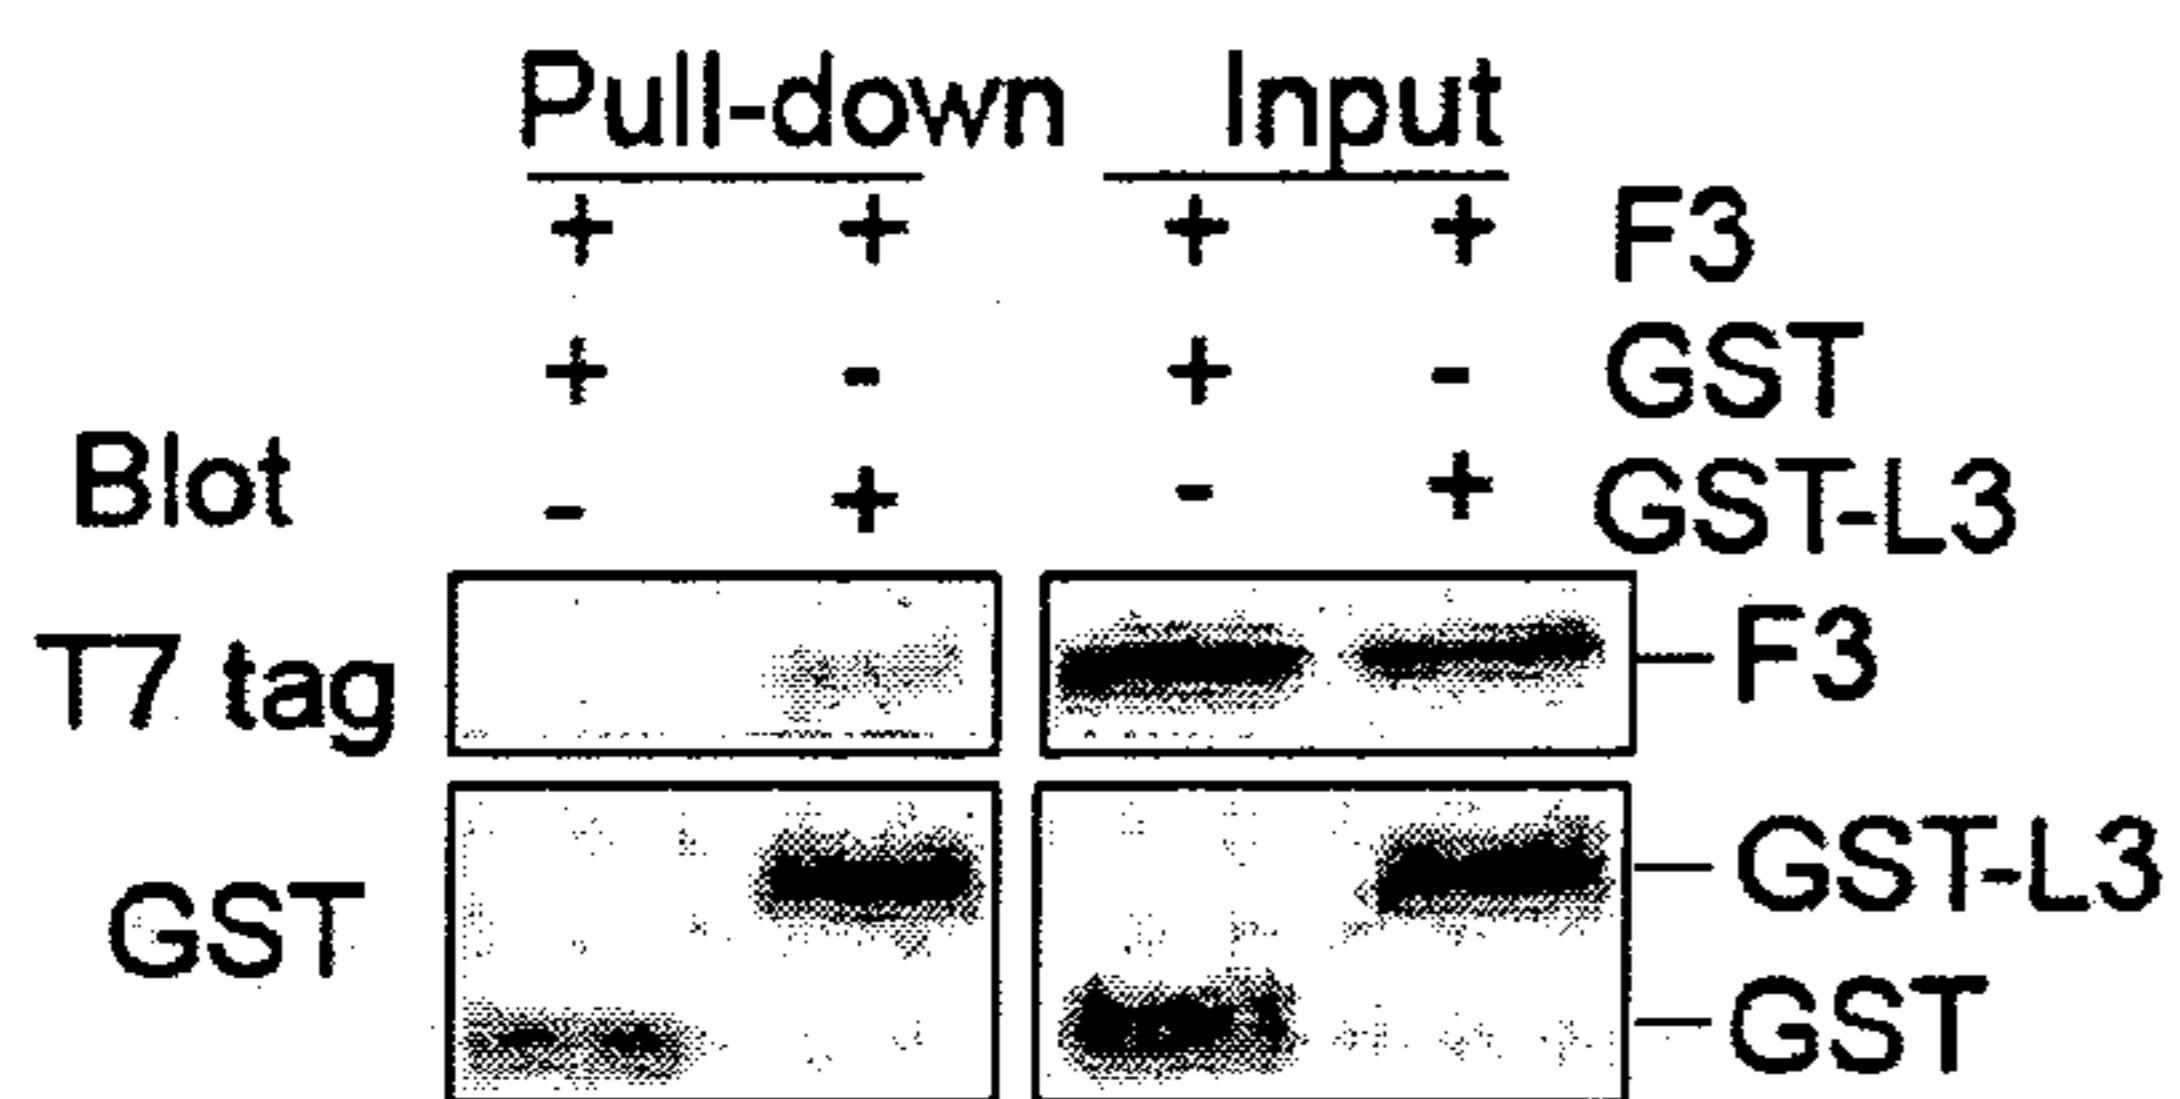 Pull-down Input
+ + + + F3
+ - + - GST
Blot - + - + GST-L3
T7 tag F3
GST GST-L3
GST